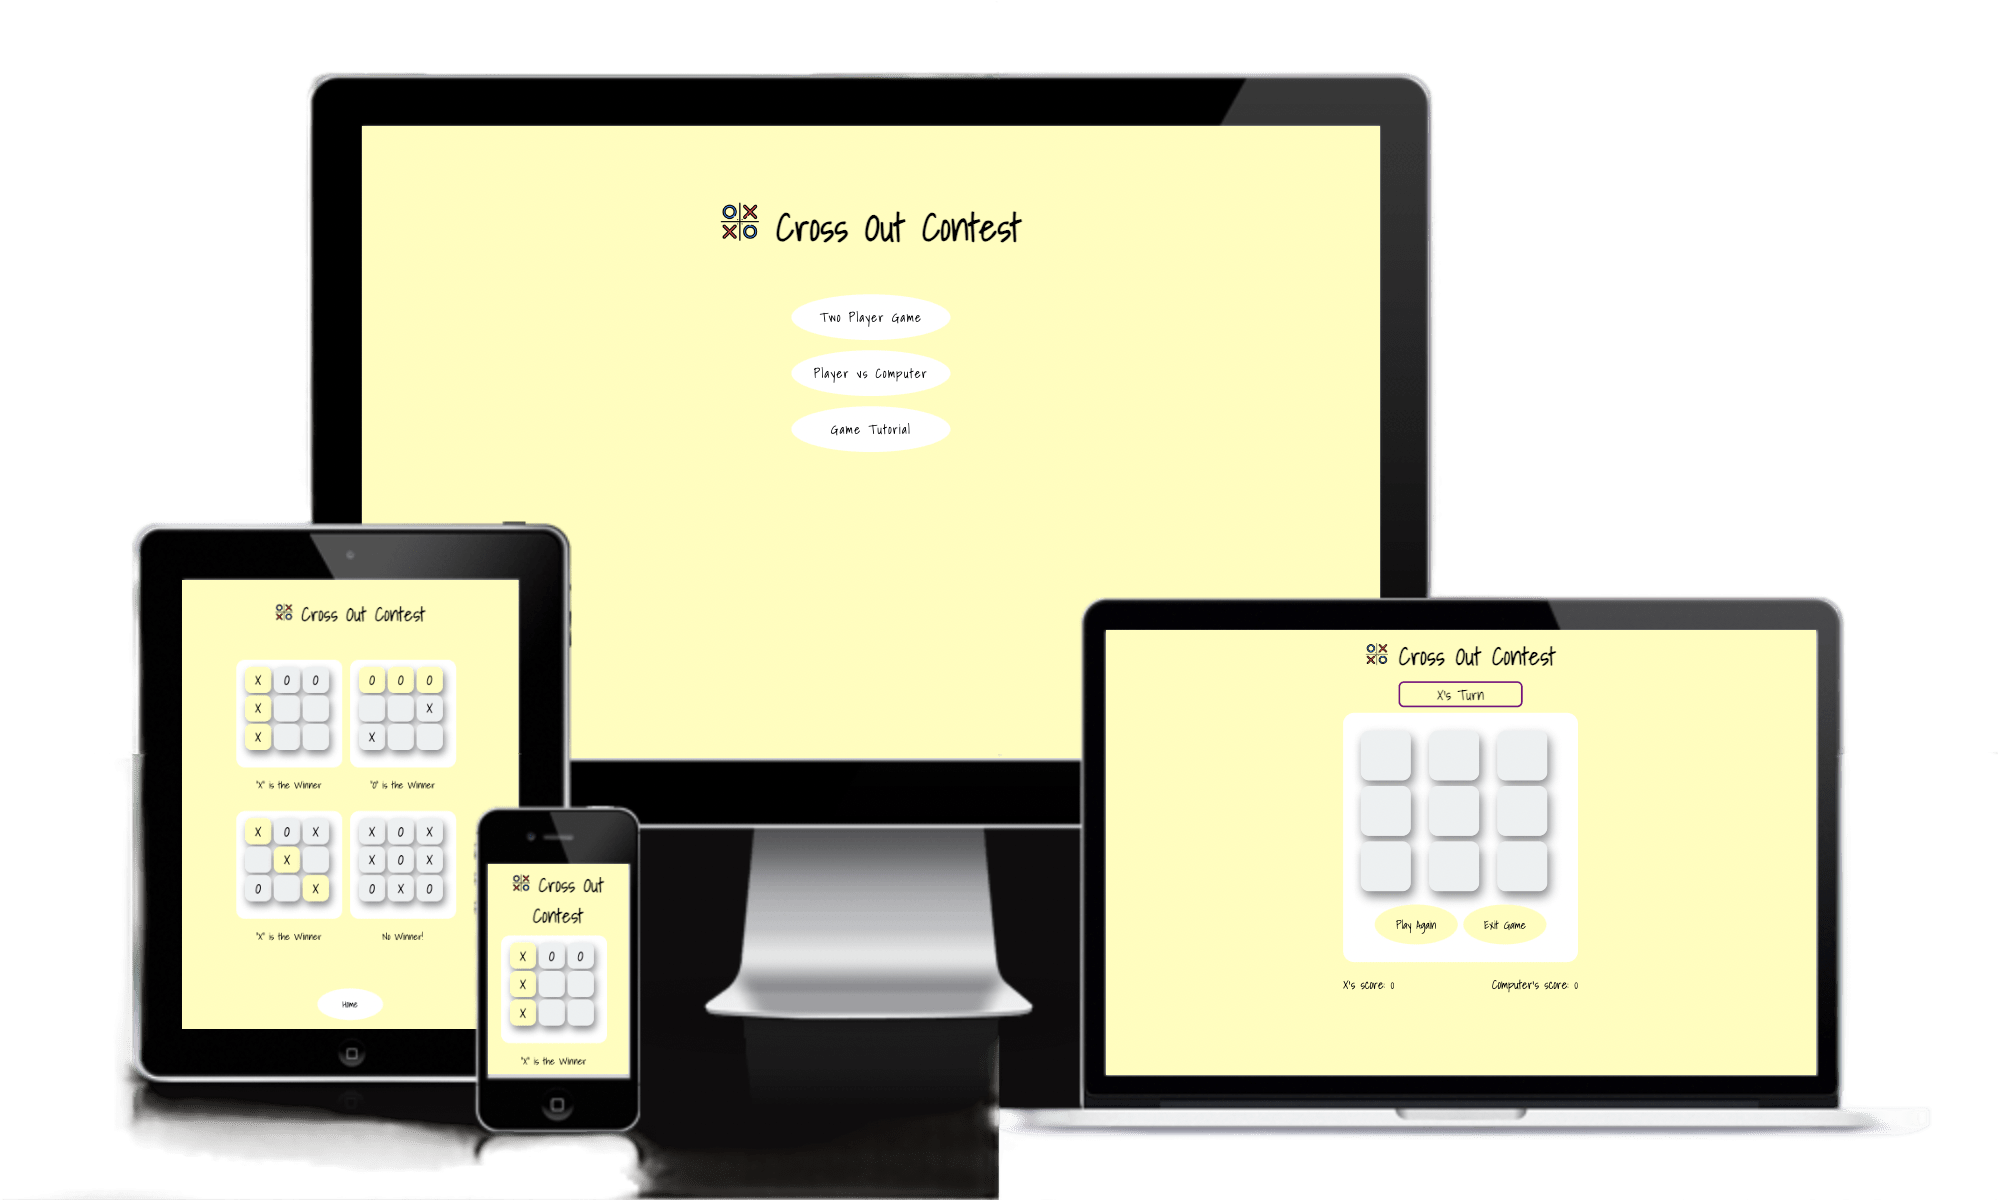 Cross Out Contest
Two Player Game
Player vs Computer
Game Tutorial
Cross Out Contest
X O O
X
X
"X" is the Winner
O O O
X
X
"O" is the Winner
X O X
X
O X
"X" is the Winner
X O X
X O X
O X O
No Winner!
Home
Cross Out
Contest
X O O
X
X
"X" is the Winner
Cross Out Contest
X's Turn
Play Again
Exit Game
X's score: 0
Computer's score: 0